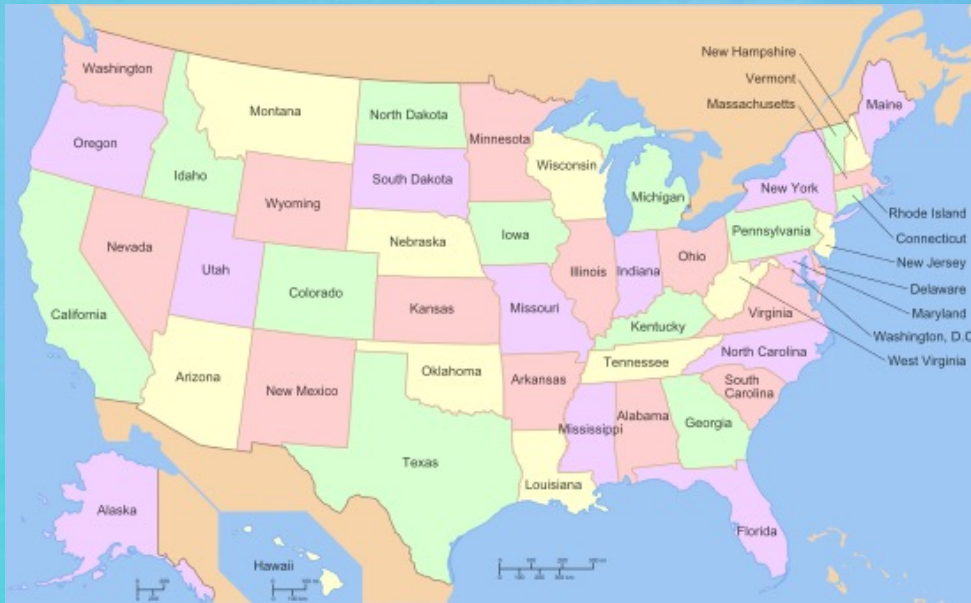 New Hampshire
Vermont
Massachusetts
Washington
Montana
North Dakota
Minnesota
Maine
Oregon
Idaho
Wisconsin
South Dakota
Michigan
New York
Wyoming
Rhode Island
Pennsylvania
Connecticut
Nebraska
Iowa
Nevada
Utah
Illinois
Indiana
Ohio
New Jersey
Colorado
Delaware
California
Kansas
Missouri
Virginia
Maryland
Kentucky
Washington, D.C
North Carolina
West Virginia
Tennessee
Arizona
Oklahoma
Arkansas
New Mexico
South
Carolina
Mississippi
Alabama
Georgia
Texas
Louisiana
Alaska
Florida
Hawaii